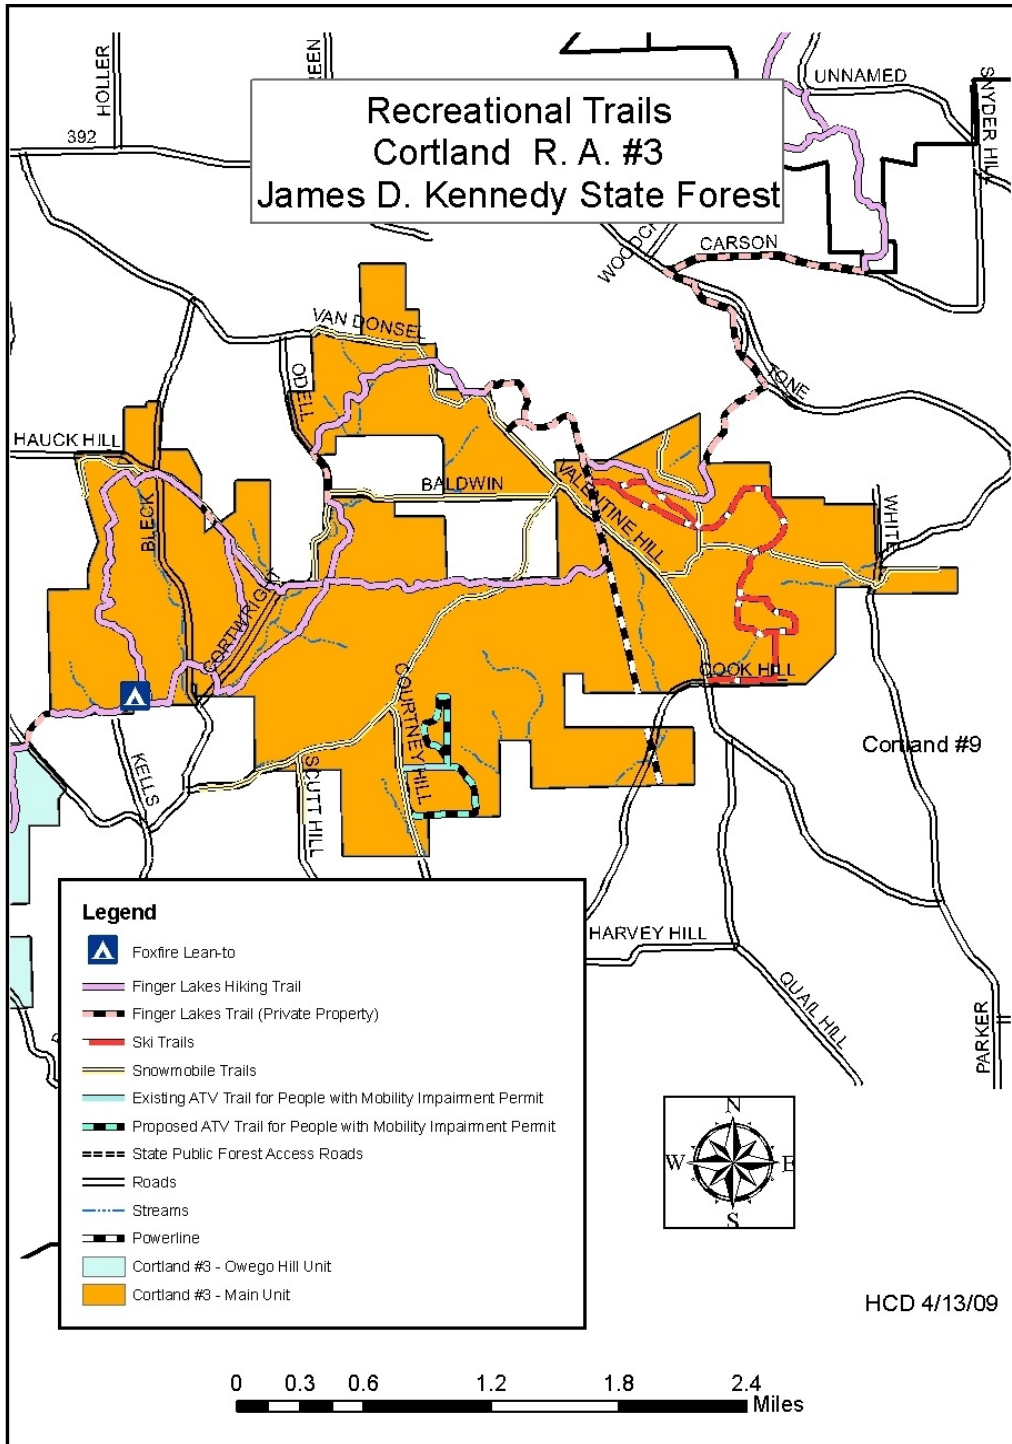 HOLLER
EEN
UNNAMED
SNYDER HILL
392
Recreational Trails
Cortland R. A. #3
James D. Kennedy State Forest
CARSON
VAN DONSEL
ODELL
TONE
HAUCK HILL
BALDWIN
VALENTINE HILL
BLECK
WHITE
CORTWRIGHT
COOK HILL
COURTNEY HILL
Cortland #9
KELLS
SCUTT HILL
HARVEY HILL
QUAIL HILL
PARKER
Legend
Foxfire Lean-to
Finger Lakes Hiking Trail
Finger Lakes Trail (Private Property)
Ski Trails
Snowmobile Trails
Existing ATV Trail for People with Mobility Impairment Permit
Proposed ATV Trail for People with Mobility Impairment Permit
State Public Forest Access Roads
Roads
Streams
Powerline
Cortland #3 - Owego Hill Unit
Cortland #3 - Main Unit
N
W E
S
HCD 4/13/09
0 0.3 0.6 1.2 1.8 2.4
Miles